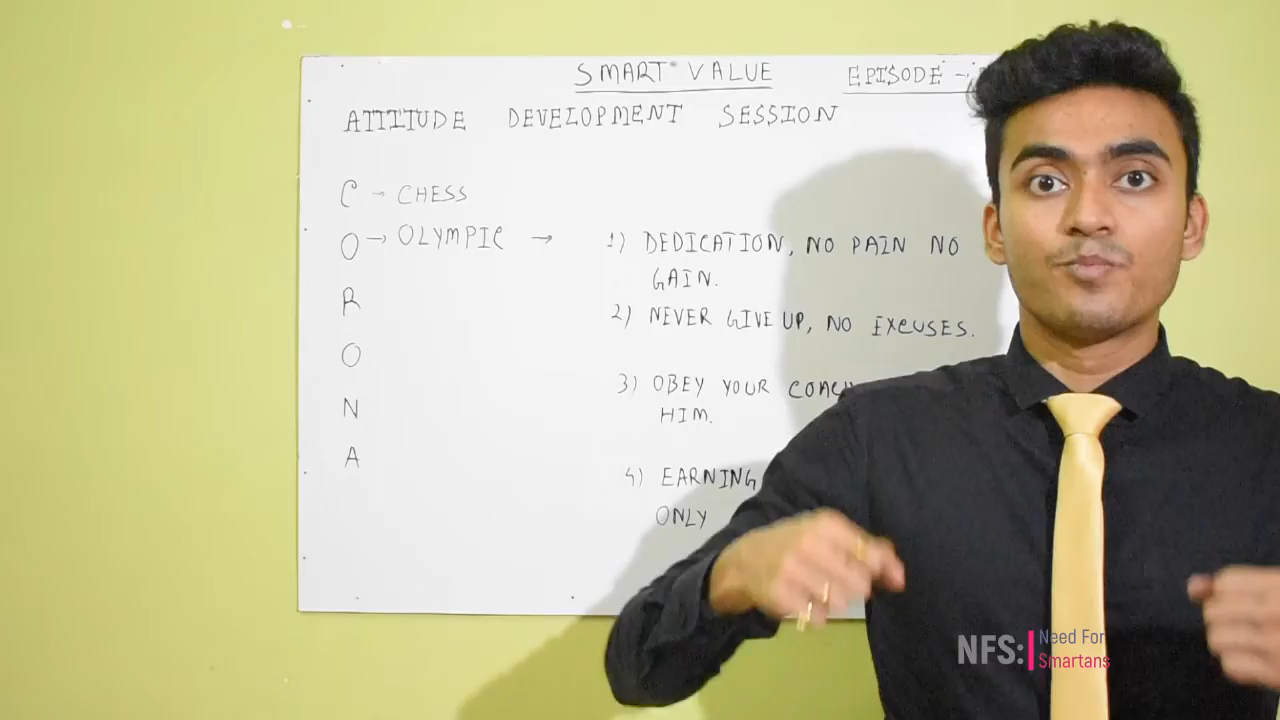 SMART VALUE EPISODE -
ATTITUDE DEVELOPMENT SESSION
C → CHESS
O → OLYMPIC → 1) DEDICATION, NO PAIN NO
GAIN.
R
2) NEVER GIVE UP, NO EXCUSES.
O
3) OBEY YOUR
N
HIM.
A
4) EARNING
ONLY
NFS: Need For
Smartans